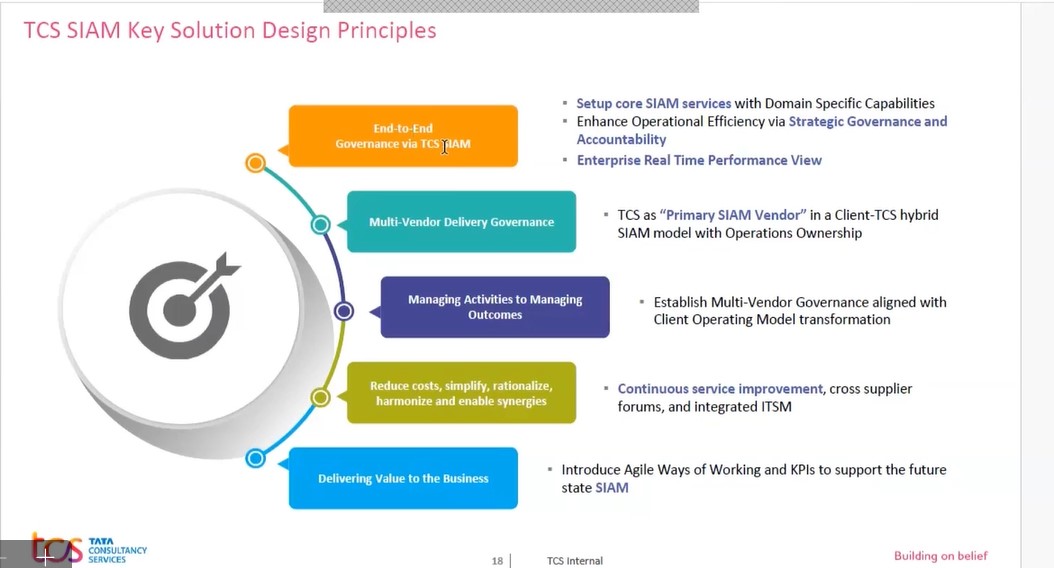 TCS SIAM Key Solution Design Principles
End-to-End
Governance via TCS SIAM
▪ Setup core SIAM services with Domain Specific Capabilities
▪ Enhance Operational Efficiency via Strategic Governance and
Accountability
▪ Enterprise Real Time Performance View
Multi-Vendor Delivery Governance
▪ TCS as “Primary SIAM Vendor” in a Client-TCS hybrid
SIAM model with Operations Ownership
Managing Activities to Managing
Outcomes
▪ Establish Multi-Vendor Governance aligned with
Client Operating Model transformation
Reduce costs, simplify, rationalize,
harmonize and enable synergies
▪ Continuous service improvement, cross supplier
forums, and integrated ITSM
Delivering Value to the Business
▪ Introduce Agile Ways of Working and KPIs to support the future
state SIAM
tcs
TATA
CONSULTANCY
SERVICES
18
TCS Internal
Building on belief